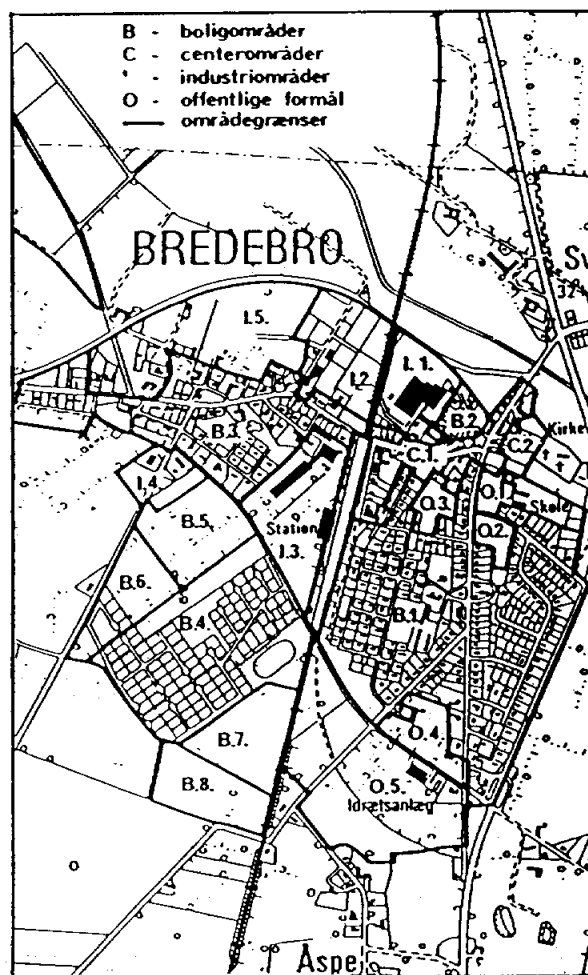 B - boligområder
C - centerområder
' - industriområder
O - offentlige formål
— områdegrænser
BREDEBRO
I.5.
I.2.
I.1.
B.2.
B.3.
C.1.
C.2.
Kirke
I.4.
O.3.
O.1.
Skole
B.5.
Station
O.2.
I.3.
B.6.
B.4.
B.1.
B.7.
O.4.
B.8.
O.5.
Idrætsanlæg
Åspe